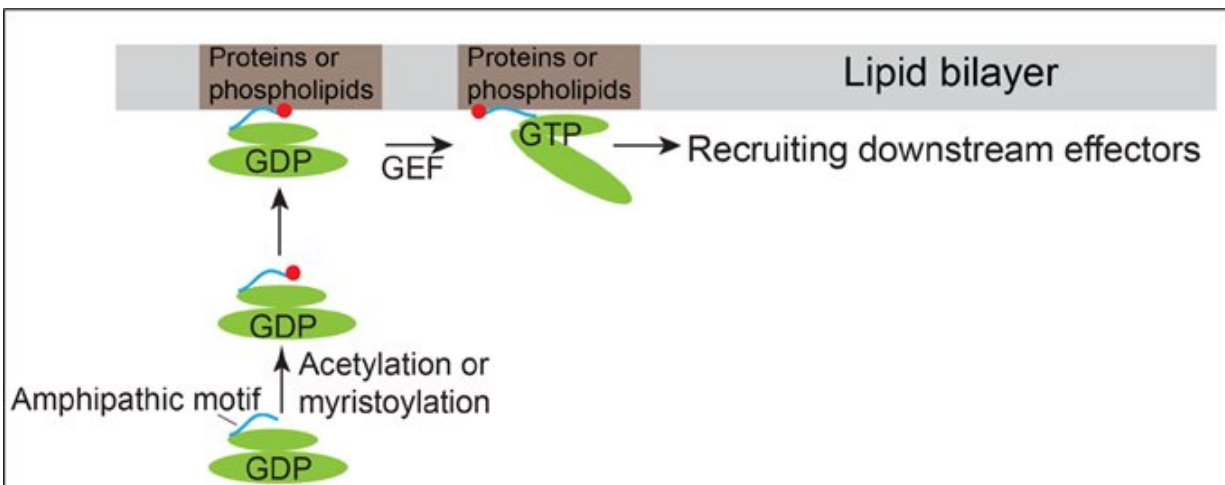 Proteins or
phospholipids
Proteins or
phospholipids
Lipid bilayer
GDP
GEF
GTP
Recruiting downstream effectors
GDP
Acetylation or
myristoylation
Amphipathic motif
GDP